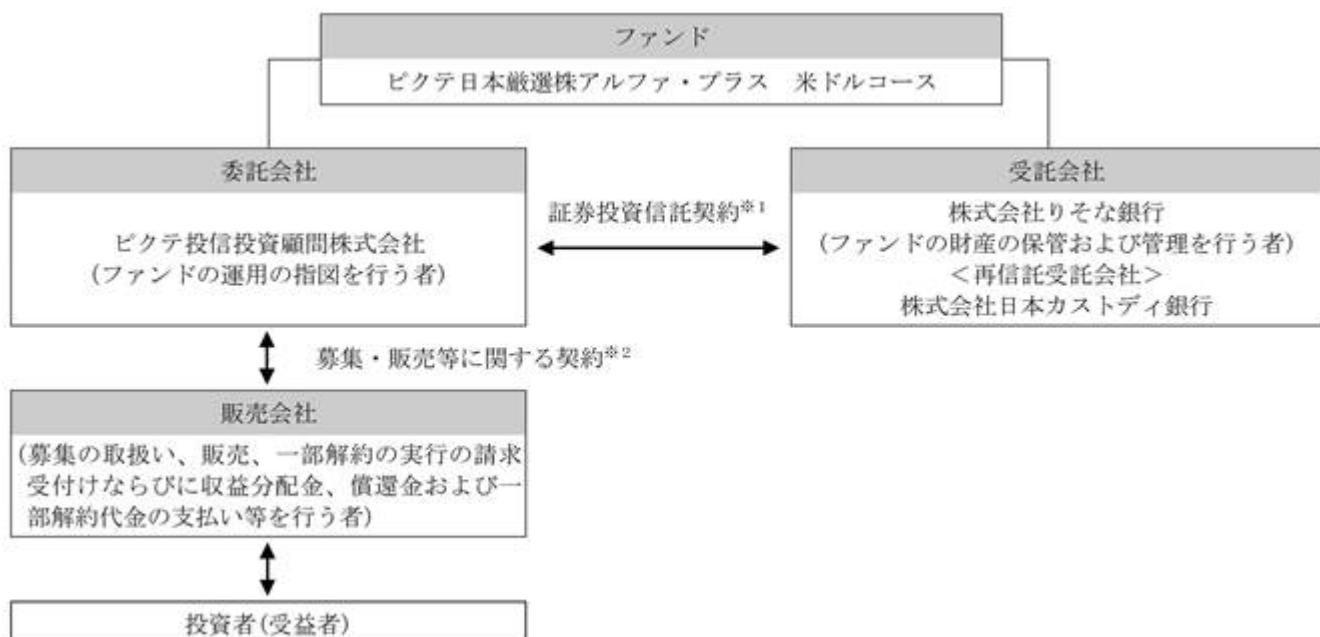 ファンド
ピクテ日本厳選株アルファ・プラス　米ドルコース
委託会社
ピクテ投信投資顧問株式会社
(ファンドの運用の指図を行う者)
証券投資信託契約※1
受託会社
株式会社りそな銀行
(ファンドの財産の保管および管理を行う者)
＜再信託受託会社＞
株式会社日本カストディ銀行
募集・販売等に関する契約※2
販売会社
(募集の取扱い、販売、一部解約の実行の請求
受付けならびに収益分配金、償還金および一
部解約代金の支払い等を行う者)
投資者(受益者)